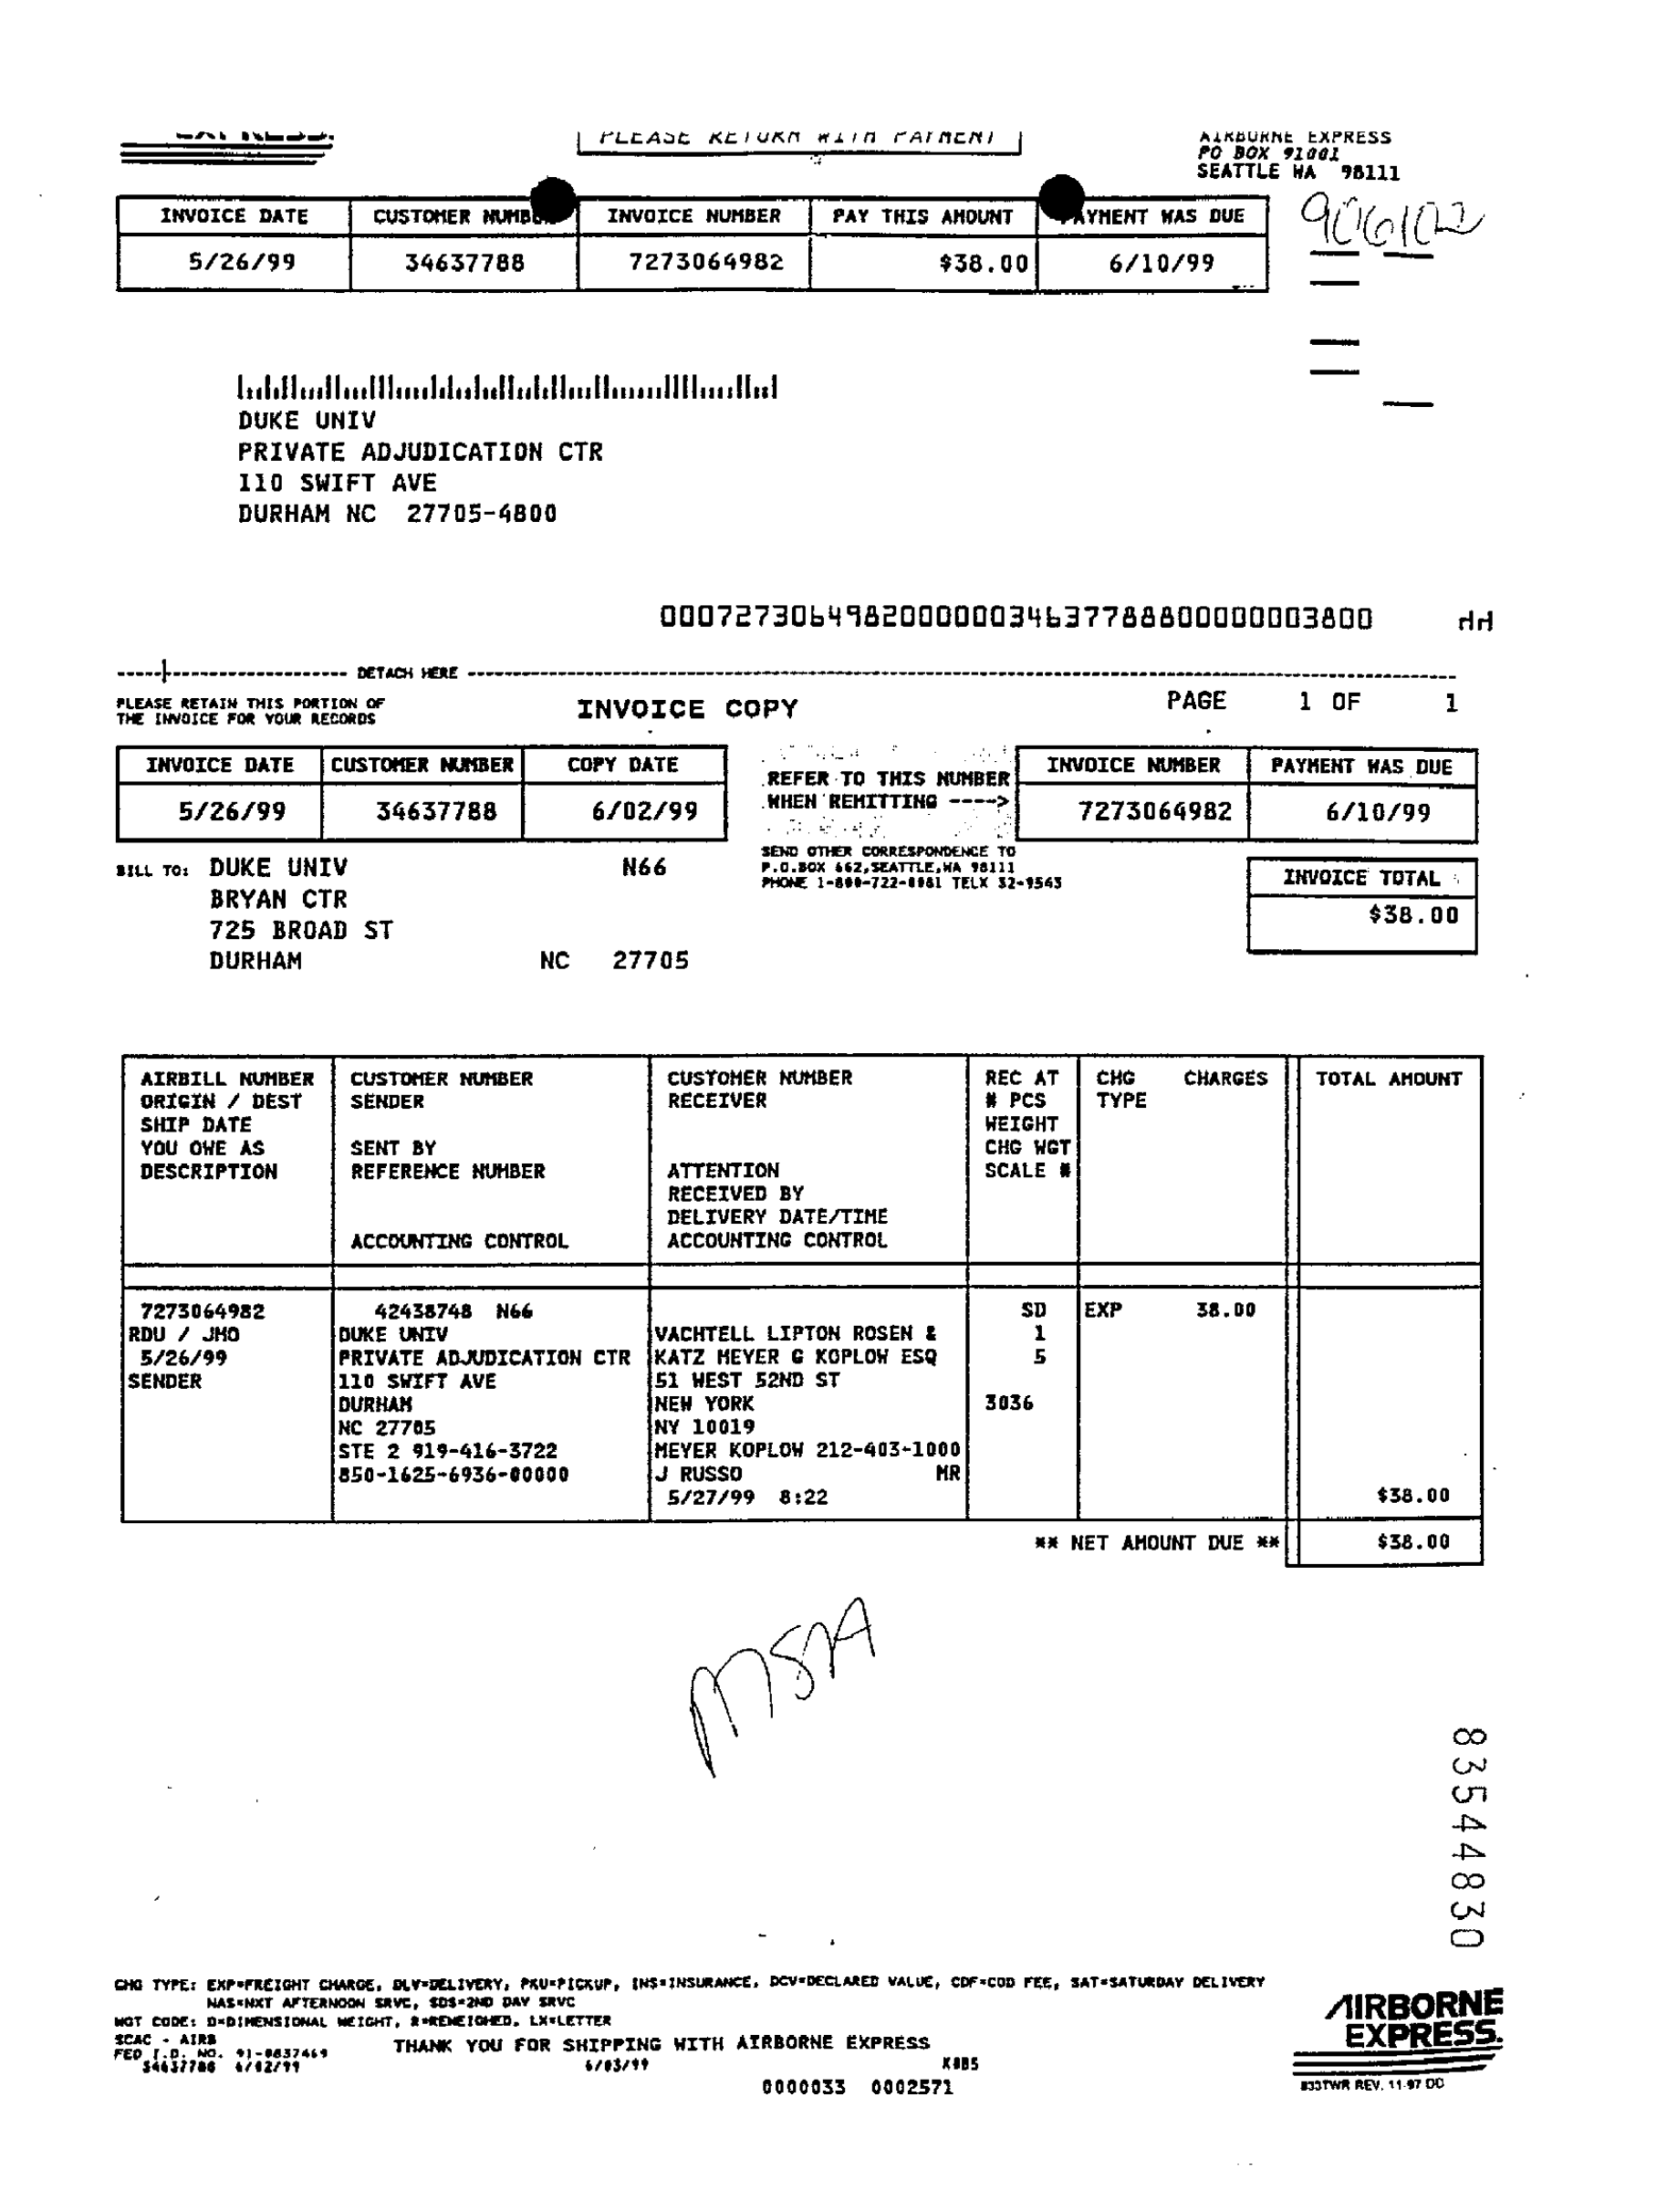 EXPRESS.
PLEASE RETURN WITH PAYMENT
AIRBORNE EXPRESS
PO BOX 91001
SEATTLE WA 98111
906102
INVOICE DATE CUSTOMER NUMBER INVOICE NUMBER PAY THIS AMOUNT PAYMENT WAS DUE
5/26/99 34637788 7273064982 $38.00 6/10/99
DUKE UNIV
PRIVATE ADJUDICATION CTR
110 SWIFT AVE
DURHAM NC 27705-4800
000727306498200000034637788800000003800
DETACH HERE
PLEASE RETAIN THIS PORTION OF
THE INVOICE FOR YOUR RECORDS
INVOICE COPY
PAGE 1 OF 1
INVOICE DATE CUSTOMER NUMBER COPY DATE
5/26/99 34637788 6/02/99
REFER TO THIS NUMBER
WHEN REMITTING ---->
INVOICE NUMBER PAYMENT WAS DUE
7273064982 6/10/99
SEND OTHER CORRESPONDENCE TO
P.O.BOX 662,SEATTLE,WA 98111
PHONE 1-800-722-0081 TELX 32-9543
BILL TO: DUKE UNIV N66
BRYAN CTR
725 BROAD ST
DURHAM NC 27705
INVOICE TOTAL
$38.00
AIRBILL NUMBER CUSTOMER NUMBER CUSTOMER NUMBER REC AT CHG CHARGES TOTAL AMOUNT
ORIGIN / DEST SENDER RECEIVER # PCS TYPE
SHIP DATE WEIGHT
YOU OWE AS SENT BY CHG WGT
DESCRIPTION REFERENCE NUMBER ATTENTION SCALE #
RECEIVED BY
DELIVERY DATE/TIME
ACCOUNTING CONTROL ACCOUNTING CONTROL
7273064982 42438748 N66 SD EXP 38.00
RDU / JMO DUKE UNIV VACHTELL LIPTON ROSEN & 1
5/26/99 PRIVATE ADJUDICATION CTR KATZ MEYER G KOPLOW ESQ 5
SENDER 110 SWIFT AVE 51 WEST 52ND ST
DURHAM NEW YORK 3036
NC 27705 NY 10019
STE 2 919-416-3722 MEYER KOPLOW 212-403-1000
850-1625-6936-00000 J RUSSO MR
5/27/99 8:22 $38.00
** NET AMOUNT DUE ** $38.00
MSA
83544830
CHG TYPE: EXP=FREIGHT CHARGE, DLV=DELIVERY, PKU=PICKUP, INS=INSURANCE, DCV=DECLARED VALUE, CDF=COD FEE, SAT=SATURDAY DELIVERY
NAS=NXT AFTERNOON SRVC, SDS=2ND DAY SRVC
WGT CODE: D=DIMENSIONAL WEIGHT, R=REWEIGHED, LX=LETTER
SCAC - AIRB
FED I.D. NO. 91-0837469
34637788 6/02/99
THANK YOU FOR SHIPPING WITH AIRBORNE EXPRESS
6/03/99
0000033 0002571
AIRBORNE
EXPRESS.
833TWR REV. 11-97 DD